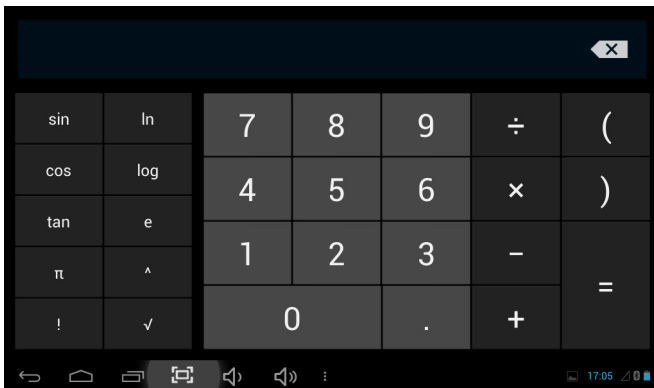 sin ln 7 8 9 ÷ (
cos log 4 5 6 × )
tan e
π ^ 1 2 3 − =
! √ 0 . +
17:05